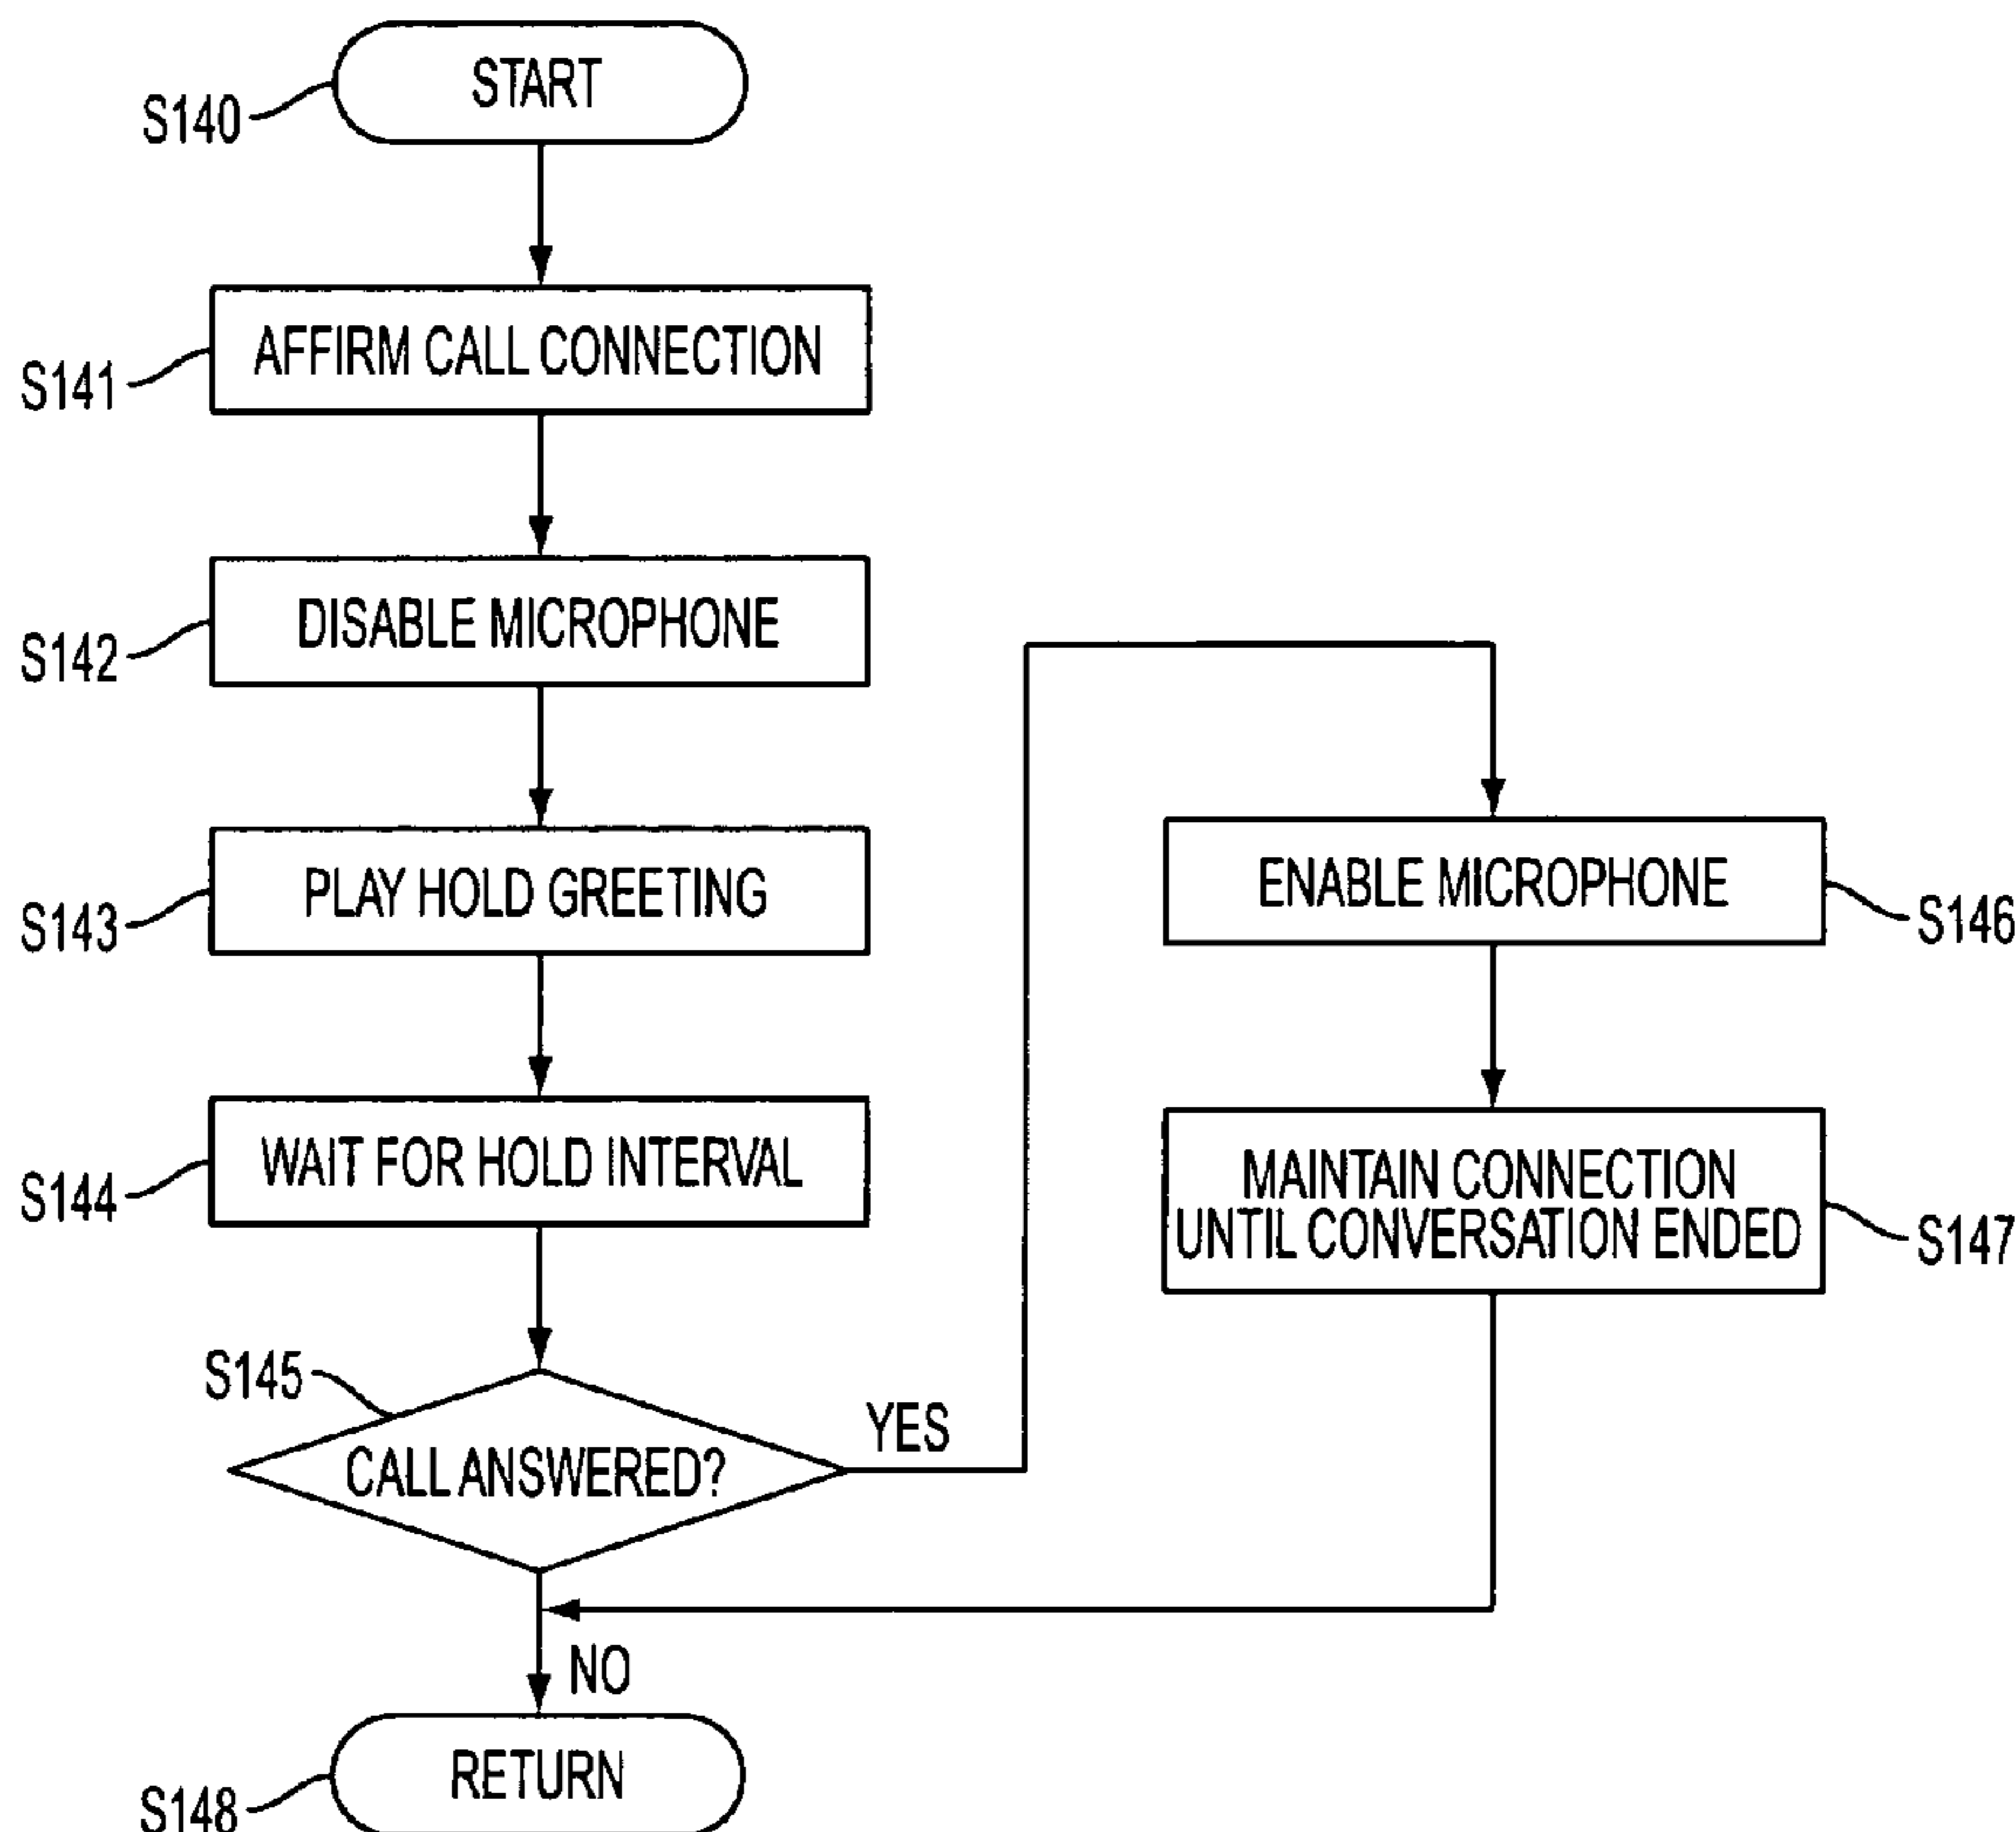 START
S140
AFFIRM CALL CONNECTION
S141
DISABLE MICROPHONE
S142
PLAY HOLD GREETING
S143
WAIT FOR HOLD INTERVAL
S144
S145
CALL ANSWERED?
YES
NO
ENABLE MICROPHONE
S146
MAINTAIN CONNECTION
UNTIL CONVERSATION ENDED
S147
RETURN
S148